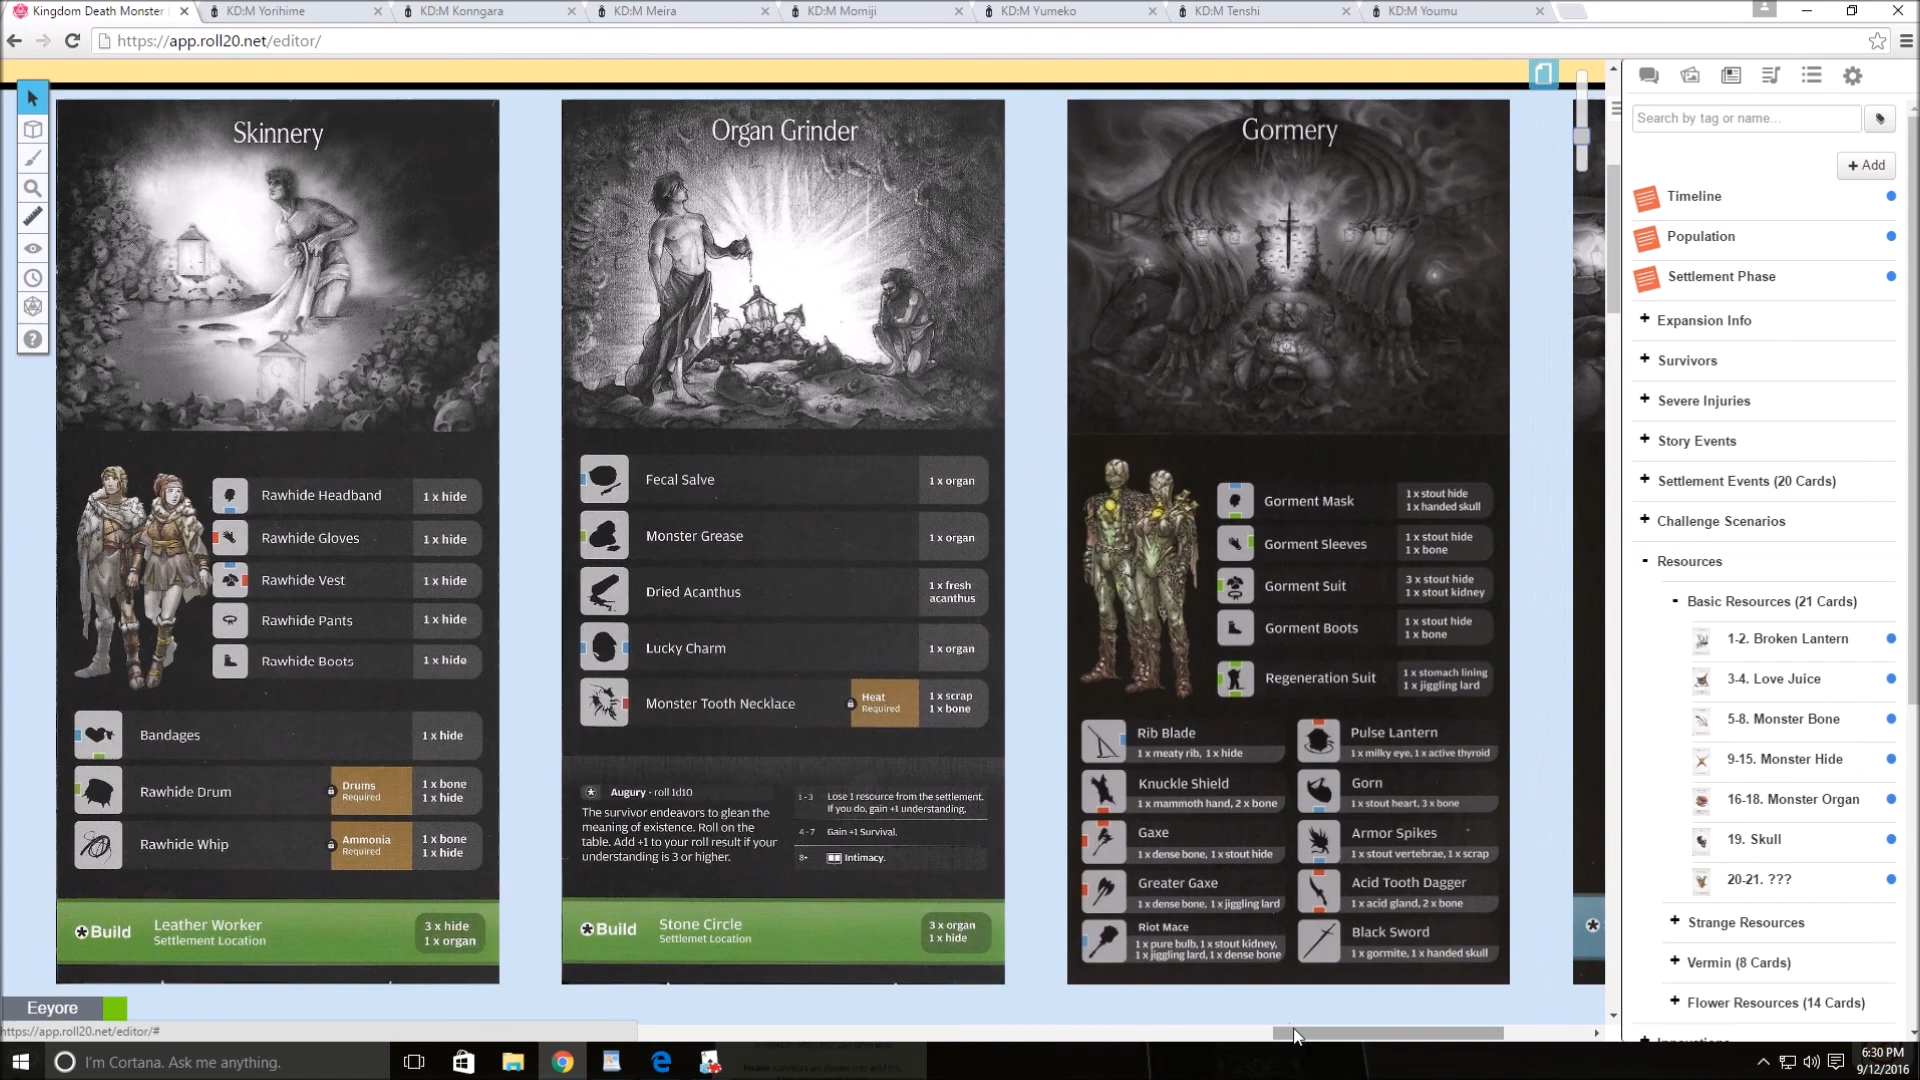 Kingdom Death Monster
KD:M Yorihime
KD:M Konngara
KD:M Meira
KD:M Momiji
KD:M Yumeko
KD:M Tenshi
KD:M Youmu
https://app.roll20.net/editor/
Skinnery
Rawhide Headband
1 x hide
Rawhide Gloves
1 x hide
Rawhide Vest
1 x hide
Rawhide Pants
1 x hide
Rawhide Boots
1 x hide
Bandages
1 x hide
Rawhide Drum
Drums
Required
1 x bone
1 x hide
Rawhide Whip
Ammonia
Required
1 x bone
1 x hide
Build
Leather Worker
Settlement Location
3 x hide
1 x organ
Organ Grinder
Fecal Salve
1 x organ
Monster Grease
1 x organ
Dried Acanthus
1 x fresh
acanthus
Lucky Charm
1 x organ
Monster Tooth Necklace
Heat
Required
1 x scrap
1 x bone
Augury - roll 1d10
The survivor endeavors to glean the
meaning of existence. Roll on the
table. Add +1 to your roll result if your
understanding is 3 or higher.
1 - 3 Lose 1 resource from the settlement.
If you do, gain +1 understanding.
4 - 7 Gain +1 Survival.
8+ Intimacy.
Build
Stone Circle
Settlemet Location
3 x organ
1 x hide
Gormery
Gorment Mask
1 x stout hide
1 x handed skull
Gorment Sleeves
1 x stout hide
1 x bone
Gorment Suit
3 x stout hide
1 x stout kidney
Gorment Boots
1 x stout hide
1 x bone
Regeneration Suit
1 x stomach lining
1 x jiggling lard
Rib Blade
1 x meaty rib, 1 x hide
Pulse Lantern
1 x milky eye, 1 x active thyroid
Knuckle Shield
1 x mammoth hand, 2 x bone
Gorn
1 x stout heart, 3 x bone
Gaxe
1 x dense bone, 1 x stout hide
Armor Spikes
1 x stout vertebrae, 1 x scrap
Greater Gaxe
1 x dense bone, 1 x jiggling lard
Acid Tooth Dagger
1 x acid gland, 2 x bone
Riot Mace
1 x pure bulb, 1 x stout kidney,
1 x jiggling lard, 1 x dense bone
Black Sword
1 x gormite, 1 x handed skull
Search by tag or name...
+ Add
Timeline
Population
Settlement Phase
+ Expansion Info
+ Survivors
+ Severe Injuries
+ Story Events
+ Settlement Events (20 Cards)
+ Challenge Scenarios
- Resources
- Basic Resources (21 Cards)
1-2. Broken Lantern
3-4. Love Juice
5-8. Monster Bone
9-15. Monster Hide
16-18. Monster Organ
19. Skull
20-21. ???
+ Strange Resources
+ Vermin (8 Cards)
+ Flower Resources (14 Cards)
Eeyore
https://app.roll20.net/editor/#
I'm Cortana. Ask me anything.
6:30 PM
9/12/2016